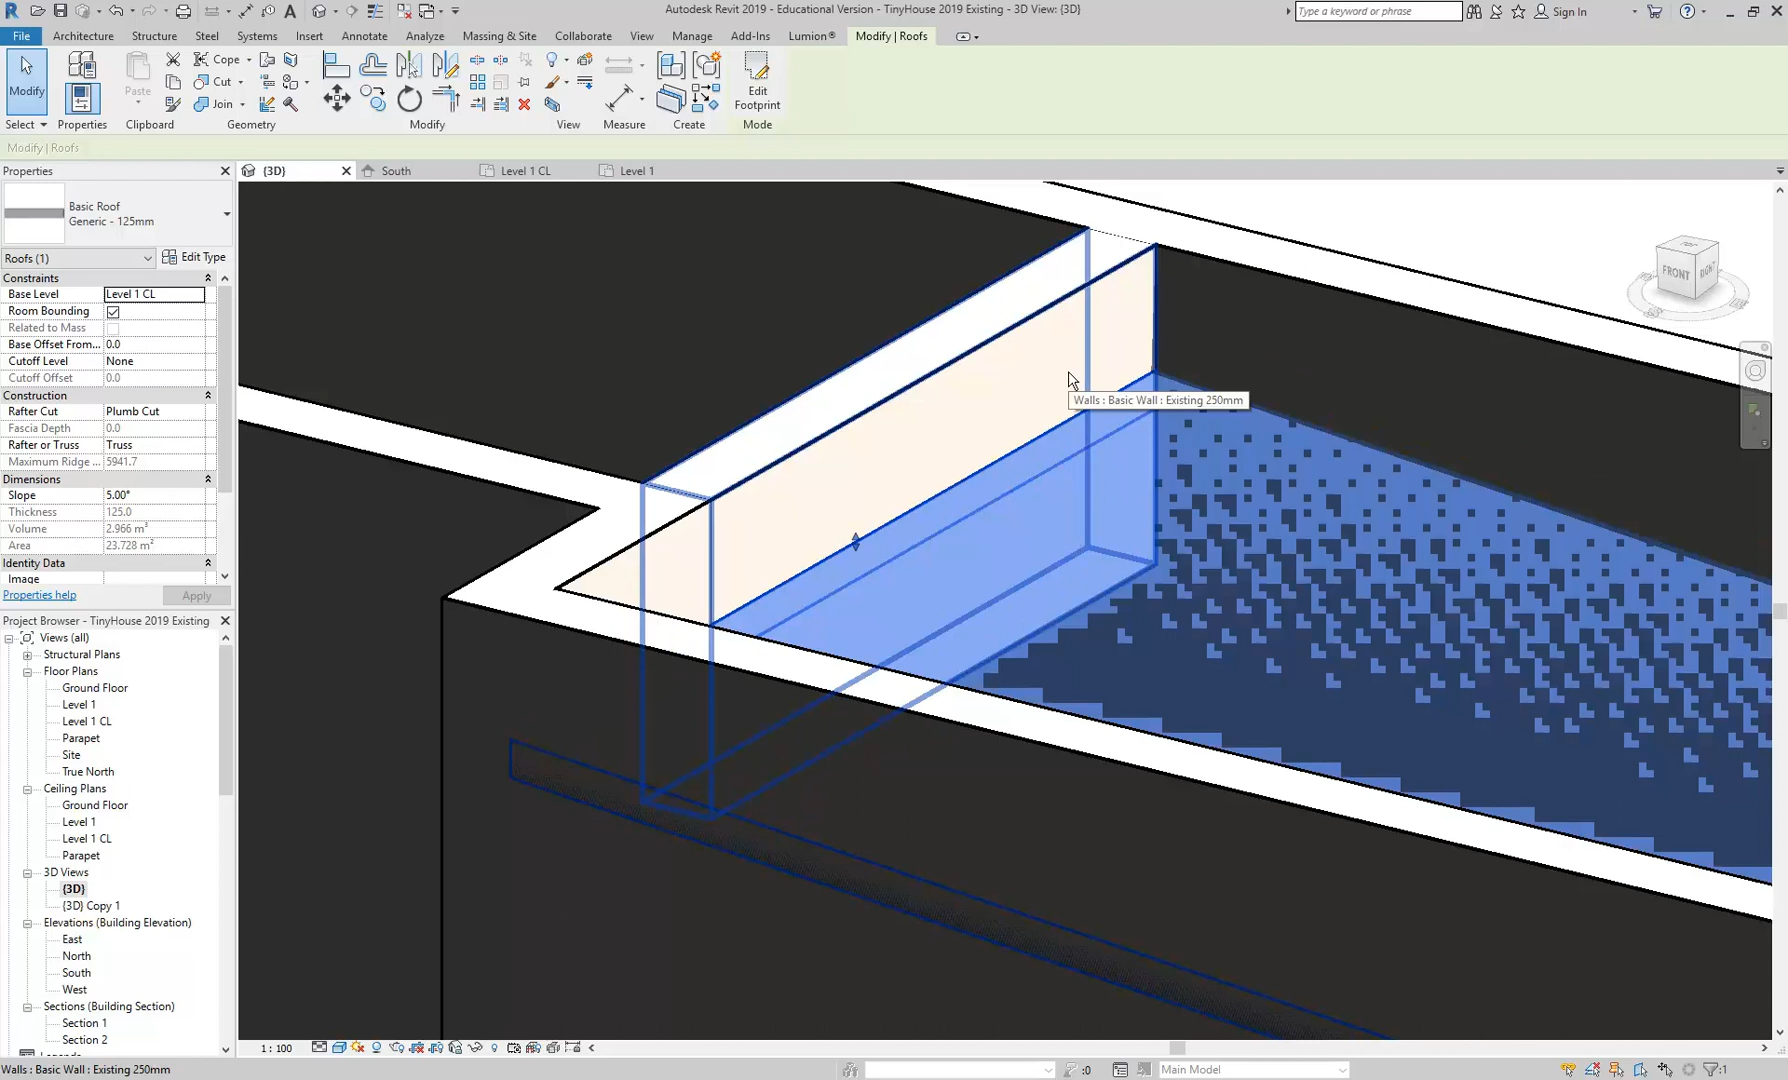 Autodesk Revit 2019 - Educational Version - TinyHouse 2019 Existing - 3D View: {3D}
Type a keyword or phrase
Sign In
File
Architecture
Structure
Steel
Systems
Insert
Annotate
Analyze
Massing & Site
Collaborate
View
Manage
Add-Ins
Lumion®
Modify | Roofs
Modify
Paste
Cope
Cut
Join
Edit
Footprint
Select
Properties
Clipboard
Geometry
Modify
View
Measure
Create
Mode
Modify | Roofs
Properties
{3D}
South
Level 1 CL
Level 1
Basic Roof
Generic - 125mm
Roofs (1)
Edit Type
Constraints
Base Level
Level 1 CL
Room Bounding
Related to Mass
Base Offset From...
0.0
Cutoff Level
None
Cutoff Offset
0.0
Construction
Rafter Cut
Plumb Cut
Fascia Depth
0.0
Rafter or Truss
Truss
Maximum Ridge ...
5941.7
Dimensions
Slope
5.00°
Thickness
125.0
Volume
2.966 m³
Area
23.728 m²
Identity Data
Image
Properties help
Apply
Project Browser - TinyHouse 2019 Existing
Views (all)
Structural Plans
Floor Plans
Ground Floor
Level 1
Level 1 CL
Parapet
Site
True North
Ceiling Plans
Ground Floor
Level 1
Level 1 CL
Parapet
3D Views
{3D}
{3D} Copy 1
Elevations (Building Elevation)
East
North
South
West
Sections (Building Section)
Section 1
Section 2
FRONT
RIGHT
Walls : Basic Wall : Existing 250mm
1 : 100
Walls : Basic Wall : Existing 250mm
:0
Main Model
:1